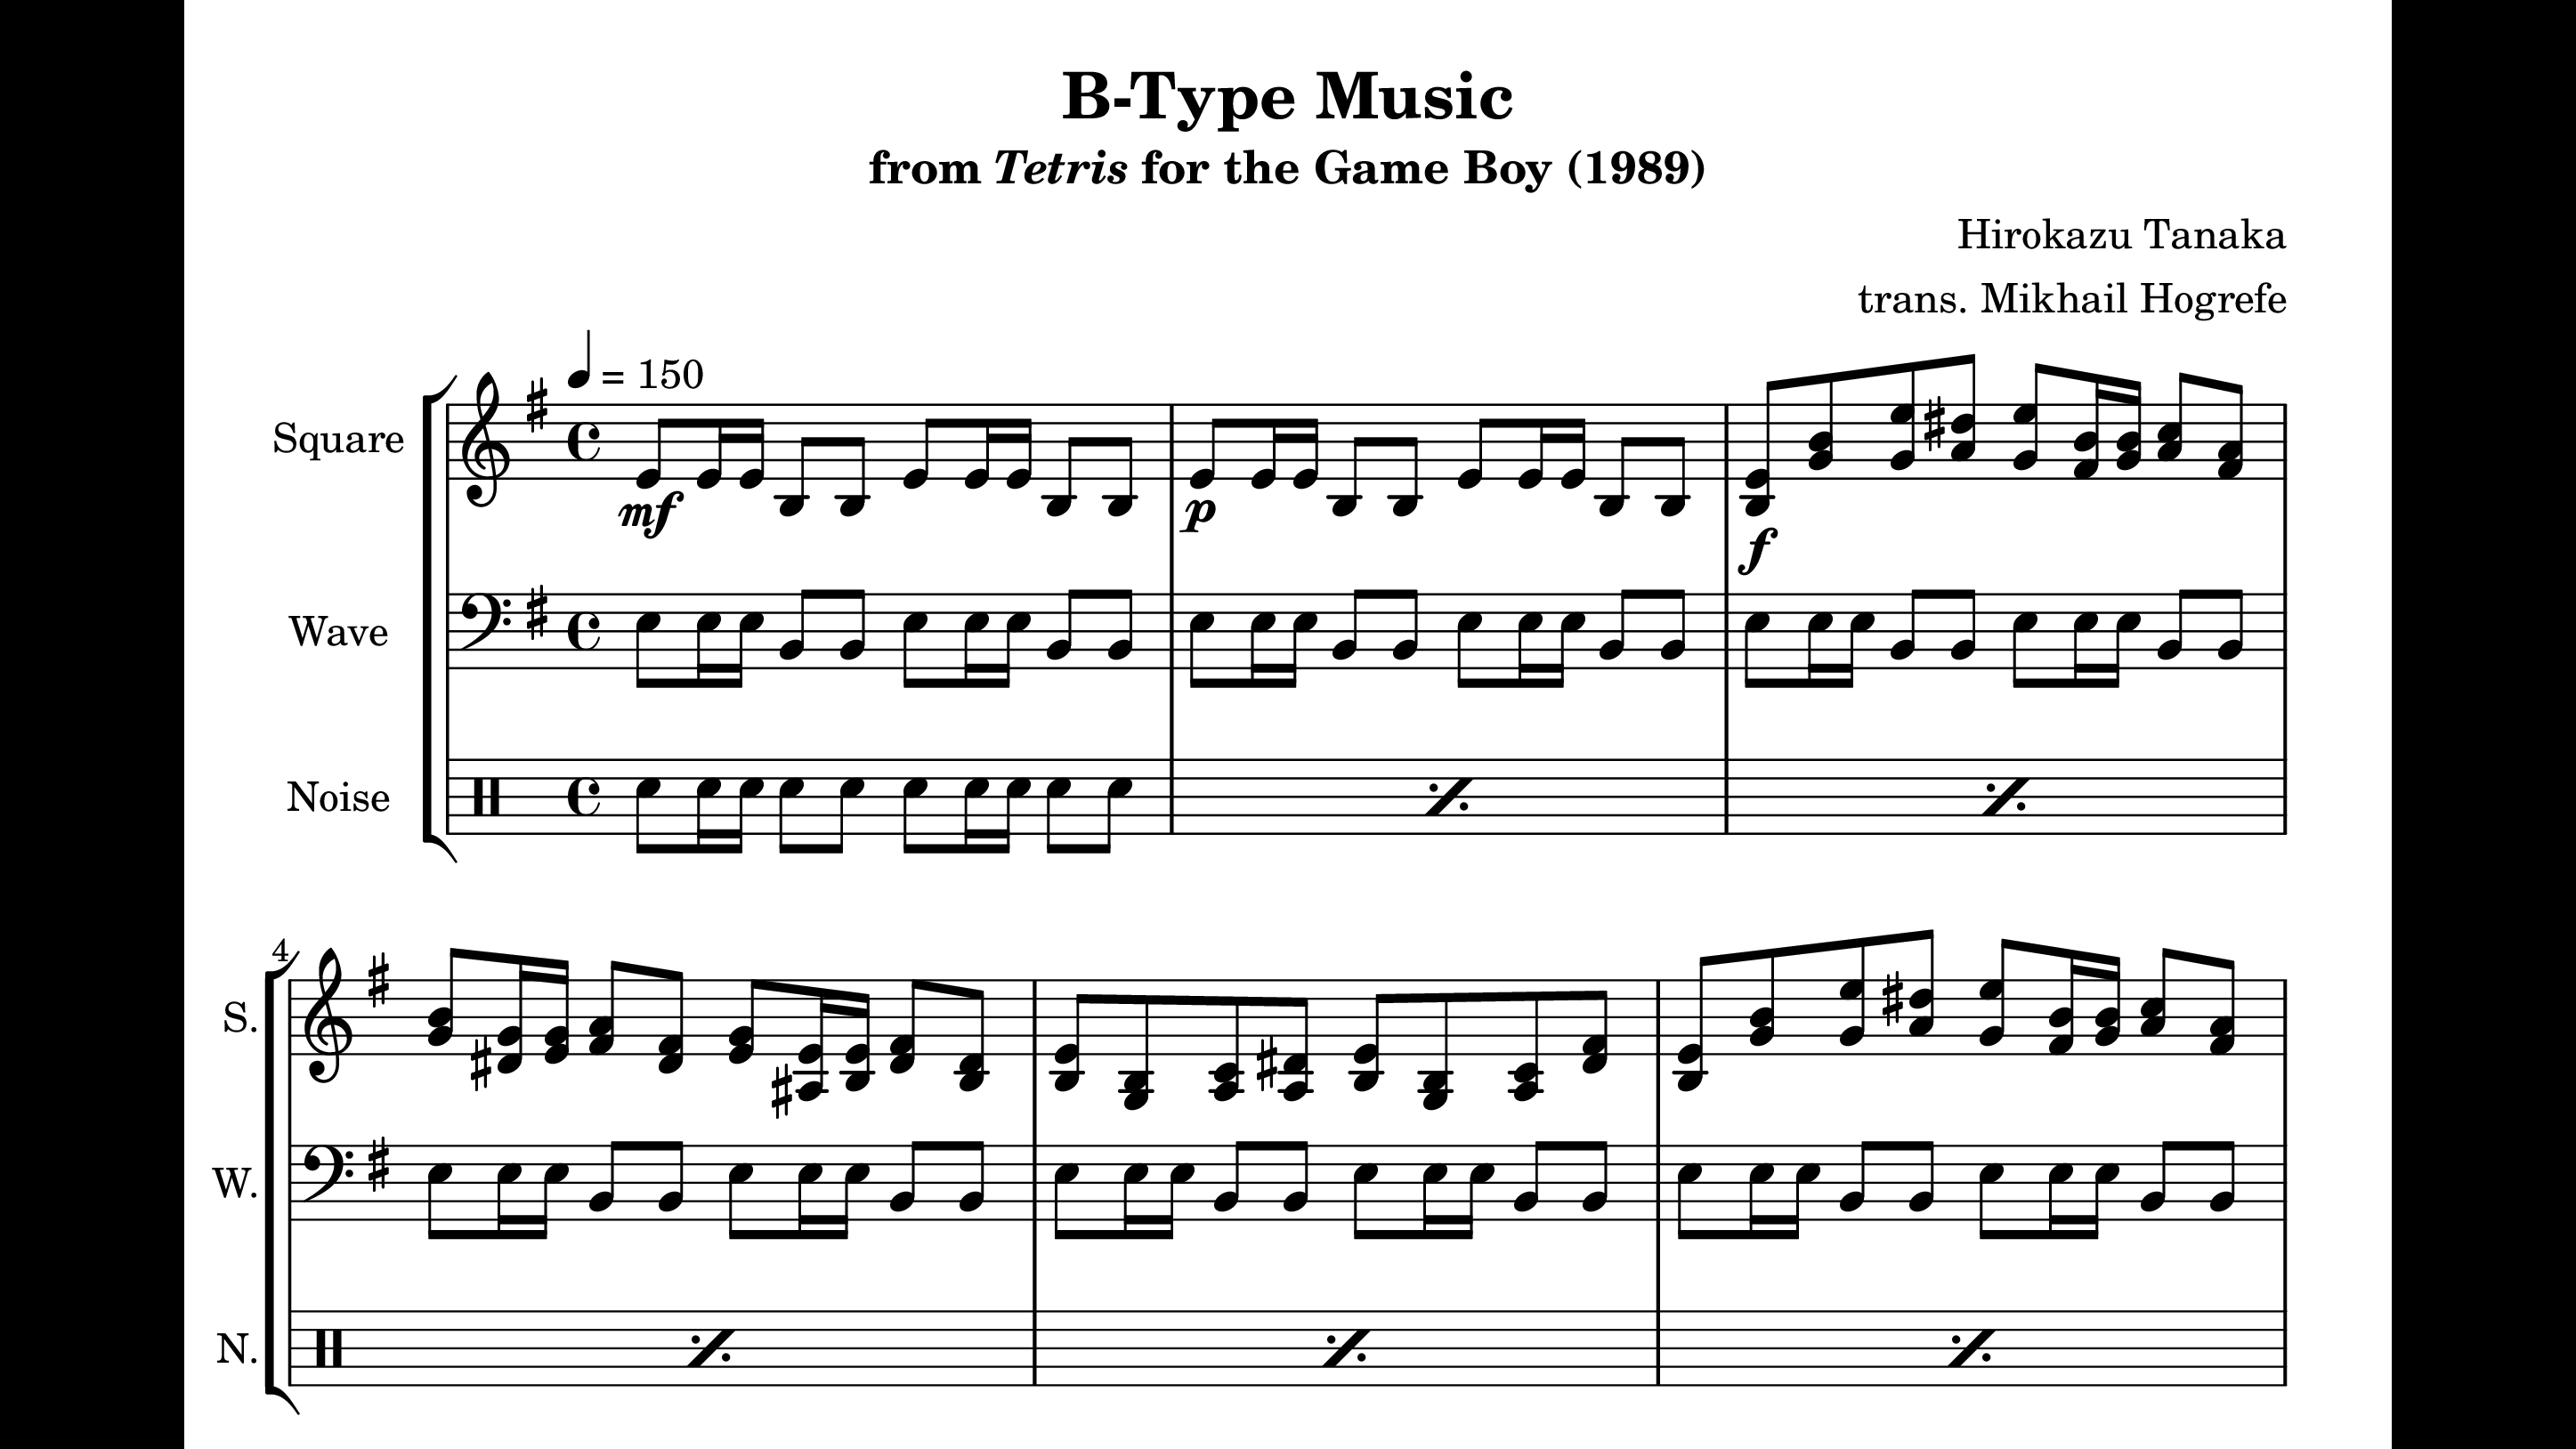 B-Type Music
from Tetris for the Game Boy (1989)
Hirokazu Tanaka
trans. Mikhail Hogrefe
= 150
Square
mf
p
f
Wave
Noise
4
S.
W.
N.